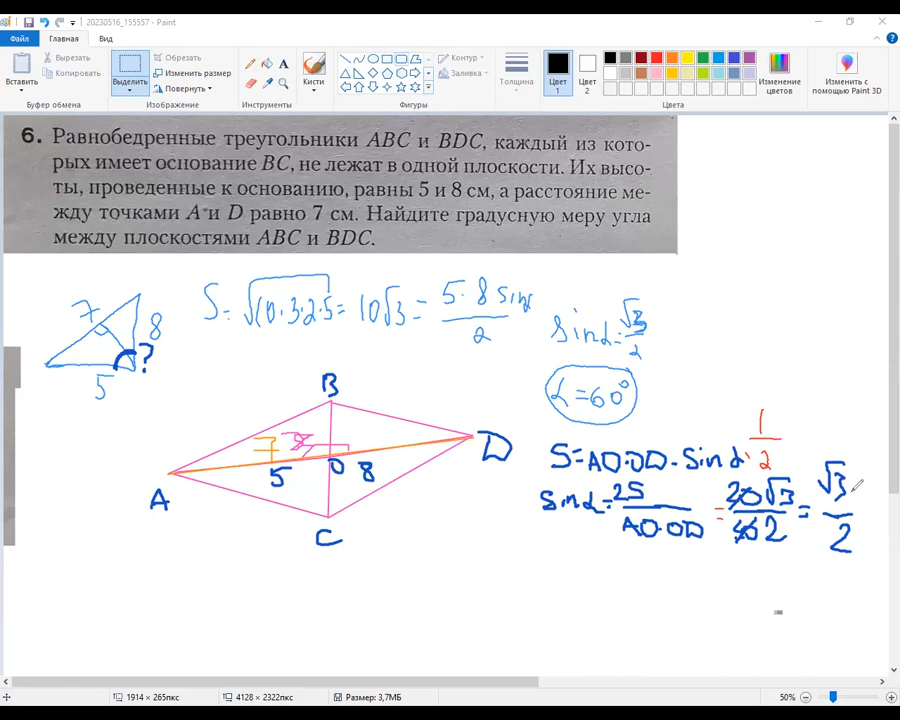 20230516_155557 - Paint
Файл Главная Вид
Вставить
Вырезать
Копировать
Буфер обмена
Выделить
Обрезать
Изменить размер
Повернуть
Изображение
Инструменты
Кисти
Фигуры
Контур
Заливка
Толщина
Цвет 1
Цвет 2
Цвета
Изменение цветов
Изменить с помощью Paint 3D
6. Равнобедренные треугольники ABC и BDC, каждый из кото-
рых имеет основание BC, не лежат в одной плоскости. Их высо-
ты, проведенные к основанию, равны 5 и 8 см, а расстояние ме-
жду точками A и D равно 7 см. Найдите градусную меру угла
между плоскостями ABC и BDC.
7
8
?
5
S = √10·3·2·5 = 10√3 = 5·8 sinα / 2
sinα = √3 / 2
α = 60°
B
7
5
O
8
D
A
C
S = AO·OD·Sinα · 1 / 2
Sinα = 2S / AO·OD = 20√3 / 40 2 = √3 / 2
1914 × 265пкс
4128 × 2322пкс
Размер: 3,7МБ
50%